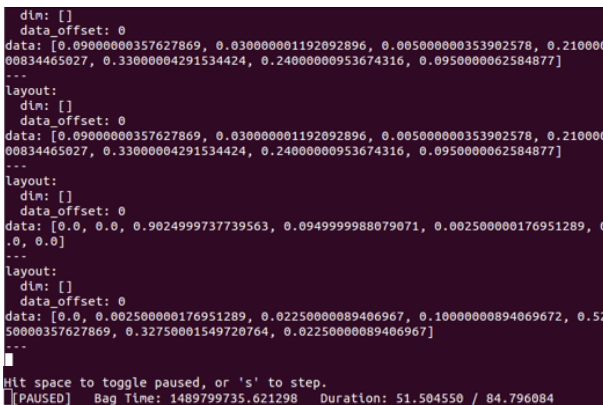 dim: []
data_offset: 0
data: [0.09000000357627869, 0.030000001192092896, 0.005000000353902578, 0.210000
00834465027, 0.33000004291534424, 0.24000000953674316, 0.0950000062584877]
---
layout:
dim: []
data_offset: 0
data: [0.09000000357627869, 0.030000001192092896, 0.005000000353902578, 0.210000
00834465027, 0.33000004291534424, 0.24000000953674316, 0.0950000062584877]
---
layout:
dim: []
data_offset: 0
data: [0.0, 0.0, 0.9024999737739563, 0.0949999988079071, 0.002500000176951289, 0
.0, 0.0]
---
layout:
dim: []
data_offset: 0
data: [0.0, 0.002500000176951289, 0.02250000089406967, 0.10000000894069672, 0.52
50000357627869, 0.32750001549720764, 0.02250000089406967]
---
Hit space to toggle paused, or 's' to step.
[PAUSED] Bag Time: 1489799735.621298 Duration: 51.504550 / 84.796084